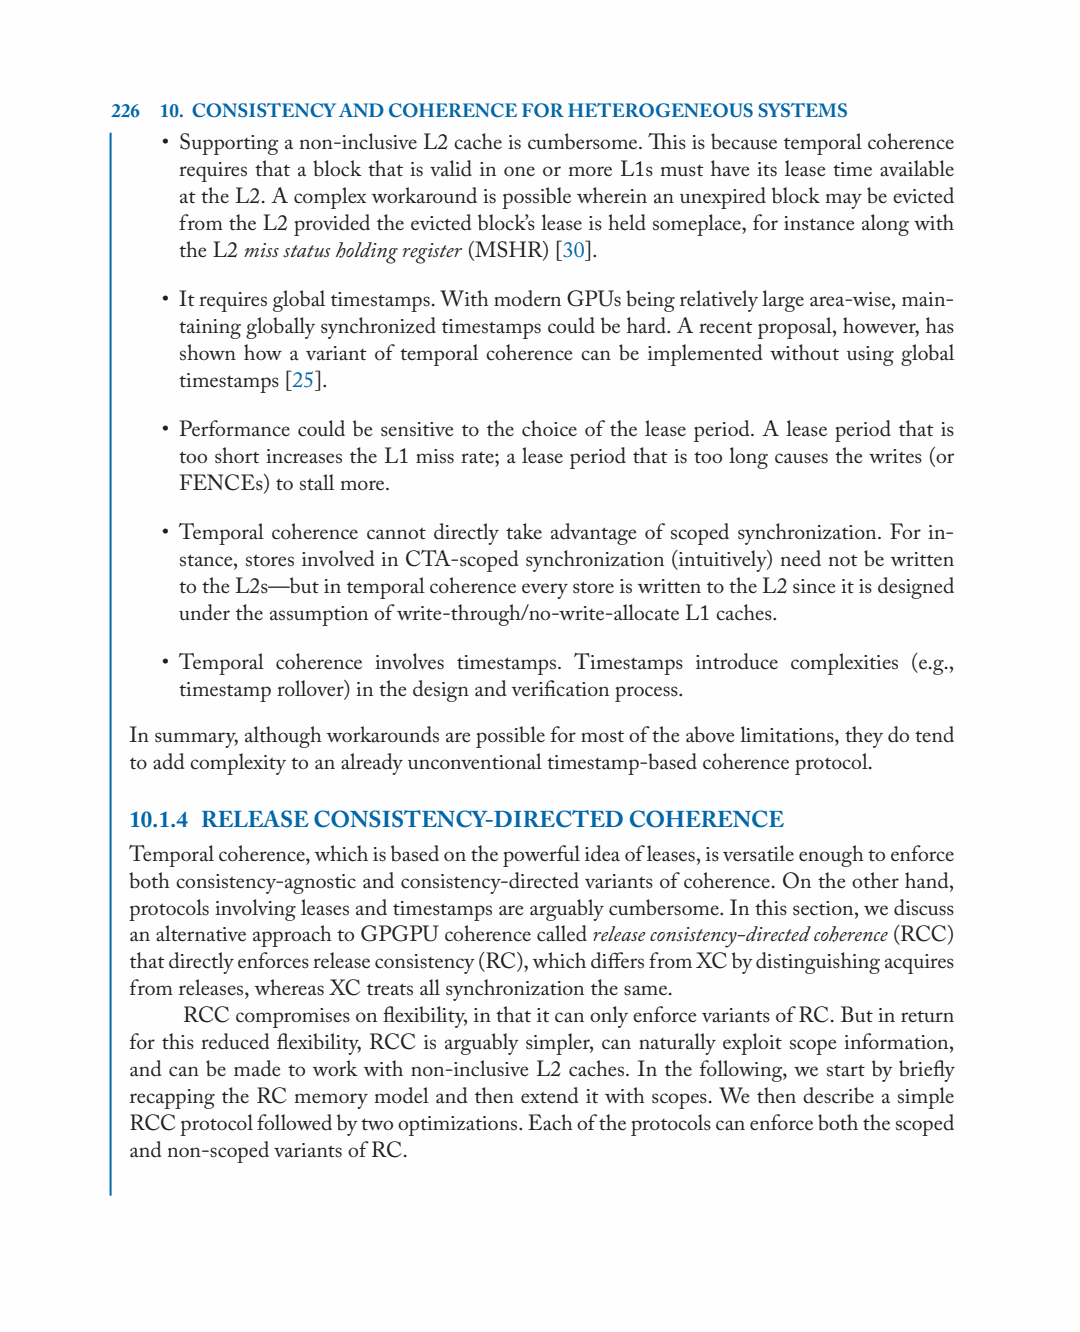 226 10. CONSISTENCY AND COHERENCE FOR HETEROGENEOUS SYSTEMS
• Supporting a non-inclusive L2 cache is cumbersome. This is because temporal coherence
requires that a block that is valid in one or more L1s must have its lease time available
at the L2. A complex workaround is possible wherein an unexpired block may be evicted
from the L2 provided the evicted block’s lease is held someplace, for instance along with
the L2 miss status holding register (MSHR) [30].
• It requires global timestamps. With modern GPUs being relatively large area-wise, main-
taining globally synchronized timestamps could be hard. A recent proposal, however, has
shown how a variant of temporal coherence can be implemented without using global
timestamps [25].
• Performance could be sensitive to the choice of the lease period. A lease period that is
too short increases the L1 miss rate; a lease period that is too long causes the writes (or
FENCEs) to stall more.
• Temporal coherence cannot directly take advantage of scoped synchronization. For in-
stance, stores involved in CTA-scoped synchronization (intuitively) need not be written
to the L2s—but in temporal coherence every store is written to the L2 since it is designed
under the assumption of write-through/no-write-allocate L1 caches.
• Temporal coherence involves timestamps. Timestamps introduce complexities (e.g.,
timestamp rollover) in the design and verification process.
In summary, although workarounds are possible for most of the above limitations, they do tend
to add complexity to an already unconventional timestamp-based coherence protocol.
10.1.4 RELEASE CONSISTENCY-DIRECTED COHERENCE
Temporal coherence, which is based on the powerful idea of leases, is versatile enough to enforce
both consistency-agnostic and consistency-directed variants of coherence. On the other hand,
protocols involving leases and timestamps are arguably cumbersome. In this section, we discuss
an alternative approach to GPGPU coherence called release consistency-directed coherence (RCC)
that directly enforces release consistency (RC), which differs from XC by distinguishing acquires
from releases, whereas XC treats all synchronization the same.
RCC compromises on flexibility, in that it can only enforce variants of RC. But in return
for this reduced flexibility, RCC is arguably simpler, can naturally exploit scope information,
and can be made to work with non-inclusive L2 caches. In the following, we start by briefly
recapping the RC memory model and then extend it with scopes. We then describe a simple
RCC protocol followed by two optimizations. Each of the protocols can enforce both the scoped
and non-scoped variants of RC.